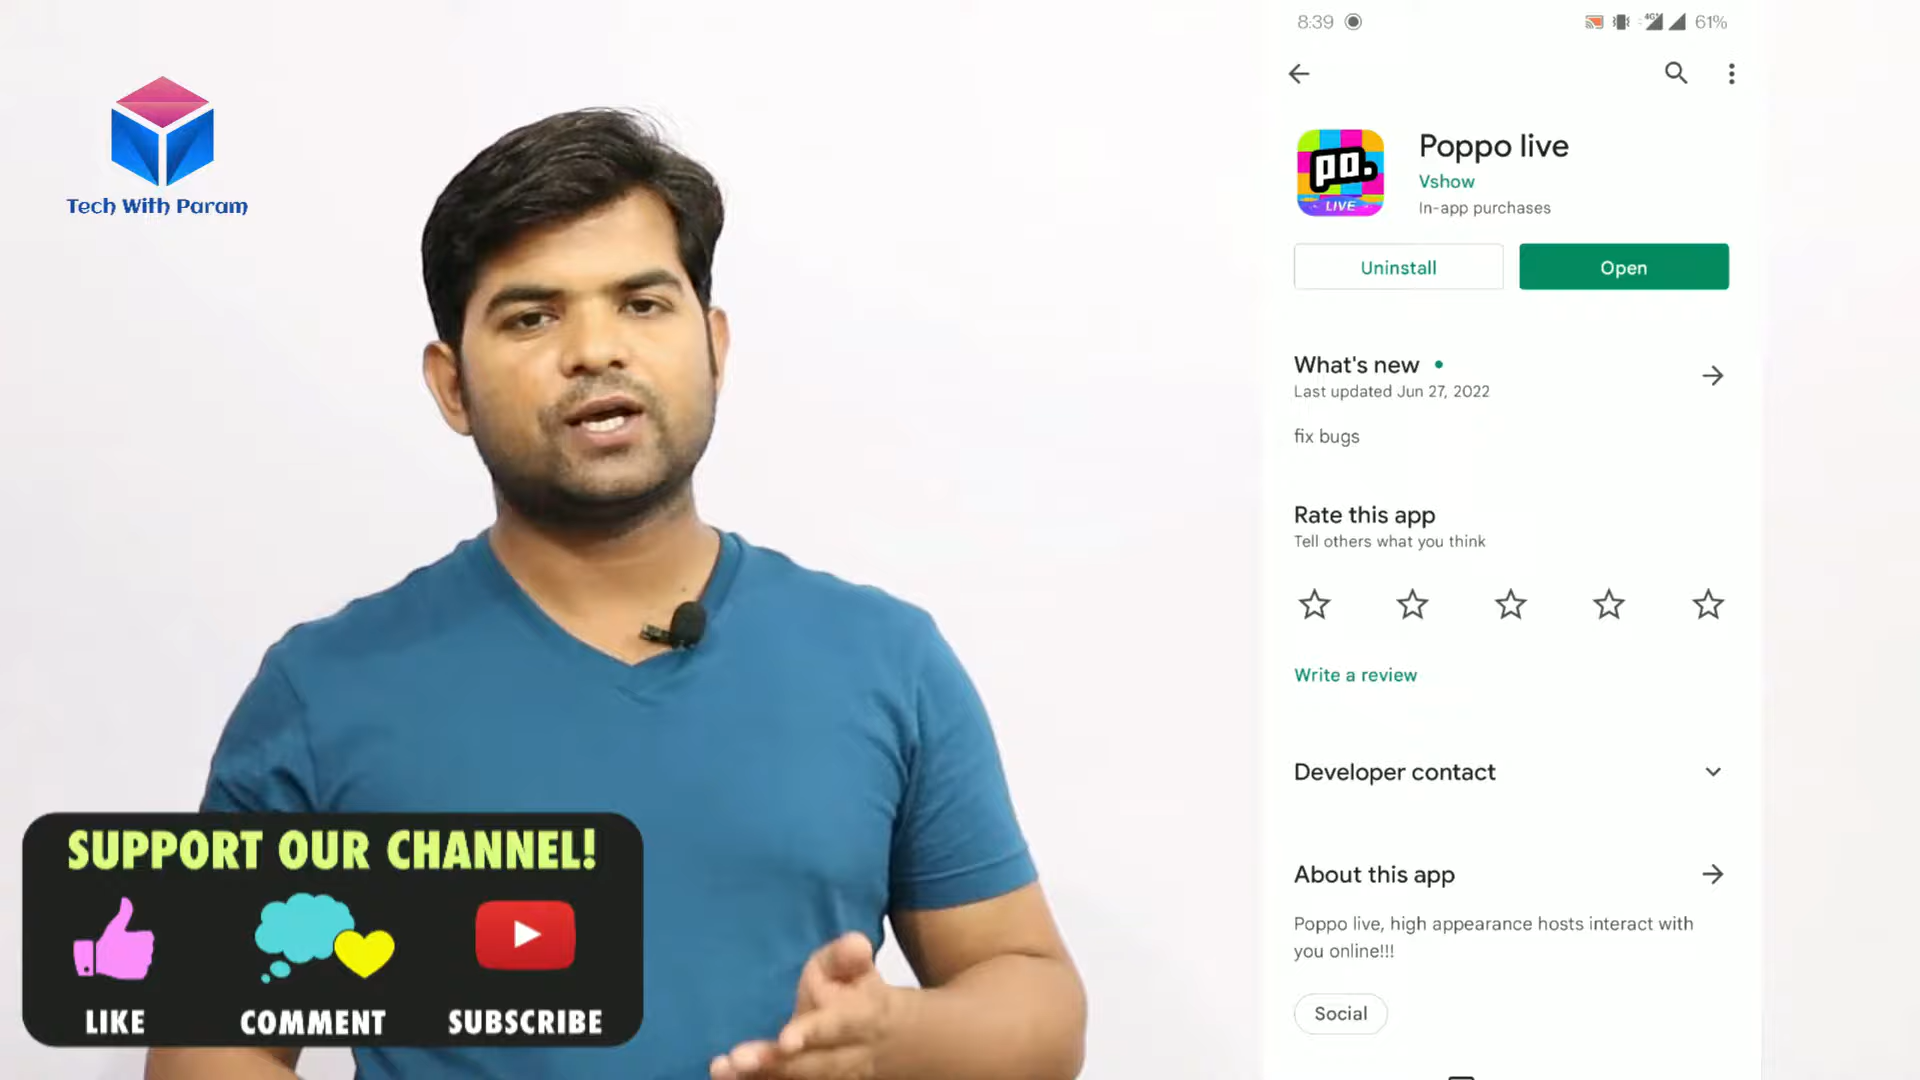 Tech With Param
SUPPORT OUR CHANNEL!
LIKE
COMMENT
SUBSCRIBE
8:39
4G
61%
Poppo live
po.
LIVE
Vshow
In-app purchases
Uninstall
Open
What's new
Last updated Jun 27, 2022
fix bugs
Rate this app
Tell others what you think
Write a review
Developer contact
About this app
Poppo live, high appearance hosts interact with
you online!!!
Social